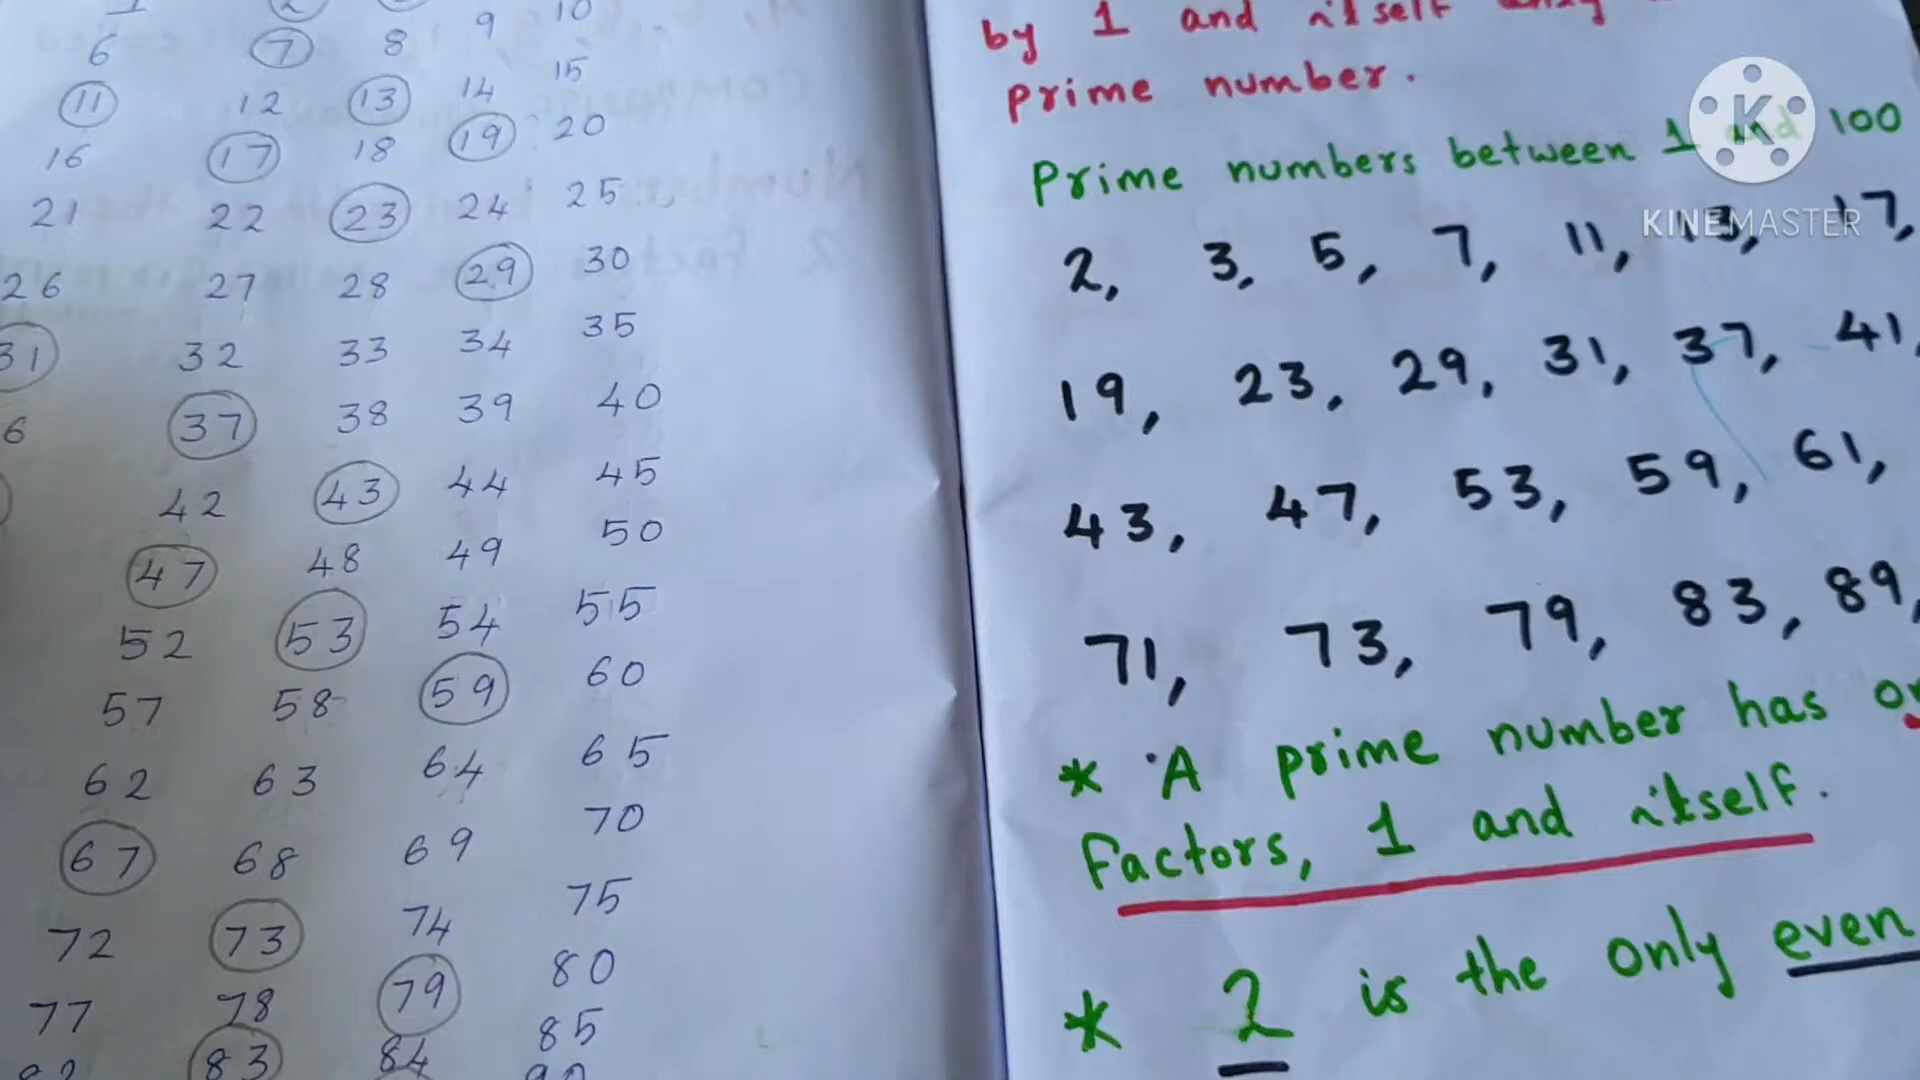 1 2
6 7 8 9 10
11 12 13 14 15
16 17 18 19 20
21 22 23 24 25
26 27 28 29 30
31 32 33 34 35
6 37 38 39 40
42 43 44 45
47 48 49 50
52 53 54 55
57 58 59 60
62 63 64 65
67 68 69 70
72 73 74 75
77 78 79 80
83 84 85
by 1 and itself only
prime number.
Prime numbers between 1 and 100
2, 3, 5, 7, 11, 13, 17,
19, 23, 29, 31, 37, 41,
43, 47, 53, 59, 61,
71, 73, 79, 83, 89,
* A prime number has
factors, 1 and itself.
* 2 is the only even
K
KINEMASTER